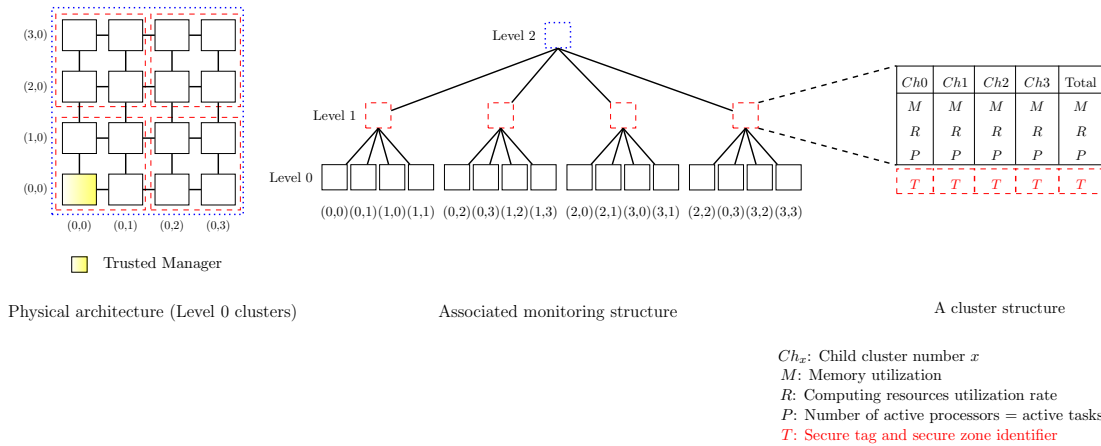 (3,0)
(2,0)
(1,0)
(0,0)
(0,0) (0,1) (0,2) (0,3)
Trusted Manager
Physical architecture (Level 0 clusters)
Level 2
Level 1
Level 0
(0,0)(0,1)(1,0)(1,1) (0,2)(0,3)(1,2)(1,3) (2,0)(2,1)(3,0)(3,1) (2,2)(0,3)(3,2)(3,3)
Associated monitoring structure
Ch0 Ch1 Ch2 Ch3 Total
M M M M M
R R R R R
P P P P P
T T T T T
A cluster structure
Chx: Child cluster number x
M: Memory utilization
R: Computing resources utilization rate
P: Number of active processors = active tasks
T: Secure tag and secure zone identifier